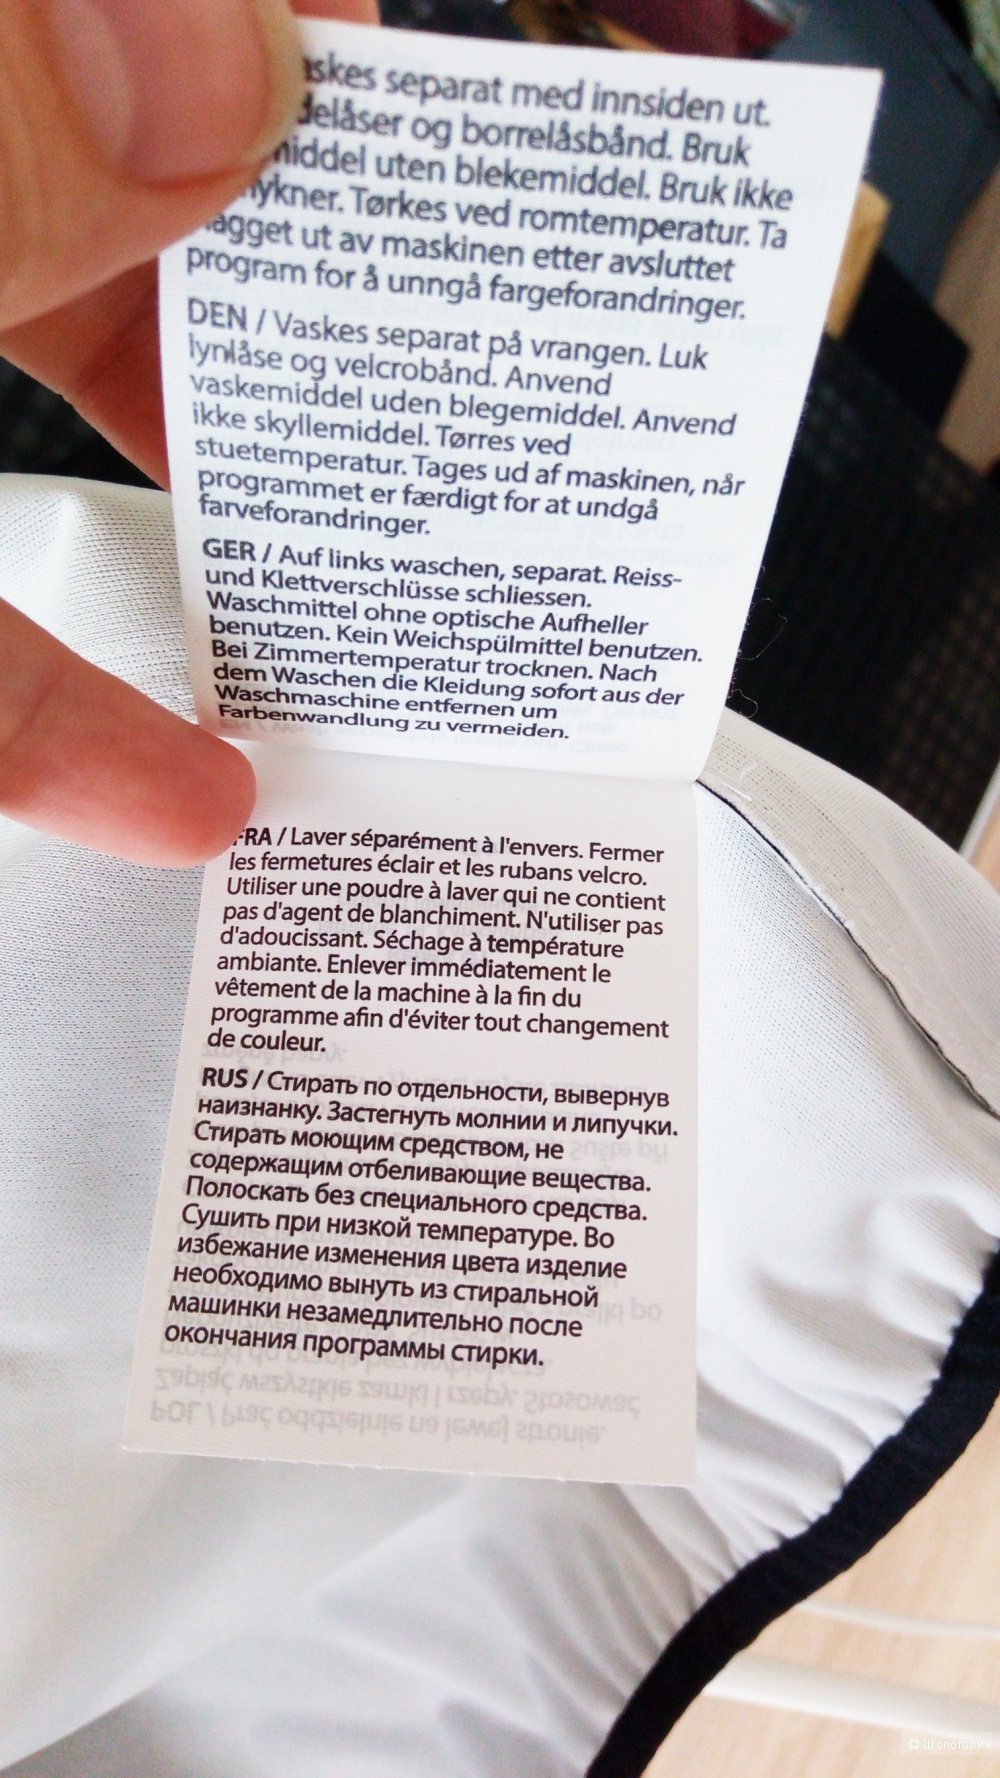 separat med innsiden ut.
og borrelåsbånd. Bruk
uten blekemiddel. Bruk ikke
Tørkes ved romtemperatur. Ta
ut av maskinen etter avsluttet
program for å unngå fargeforandringer.
DEN / Vaskes separat på vrangen. Luk
lynlåse og velcrobånd. Anvend
vaskemiddel uden blegemiddel. Anvend
ikke skyllemiddel. Tørres ved
stuetemperatur. Tages ud af maskinen, når
programmet er færdigt for at undgå
farveforandringer.
GER / Auf links waschen, separat. Reiss-
und Klettverschlüsse schliessen.
Waschmittel ohne optische Aufheller
benutzen. Kein Weichspülmittel benutzen.
Bei Zimmertemperatur trocknen. Nach
dem Waschen die Kleidung sofort aus der
Waschmaschine entfernen um
Farbenwandlung zu vermeiden.
FRA / Laver séparément à l'envers. Fermer
les fermetures éclair et les rubans velcro.
Utiliser une poudre à laver qui ne contient
pas d'agent de blanchiment. N'utiliser pas
d'adoucissant. Séchage à température
ambiante. Enlever immédiatement le
vêtement de la machine à la fin du
programme afin d'éviter tout changement
de couleur.
RUS / Стирать по отдельности, вывернув
наизнанку. Застегнуть молнии и липучки.
Стирать моющим средством, не
содержащим отбеливающие вещества.
Полоскать без специального средства.
Сушить при низкой температуре. Во
избежание изменения цвета изделие
необходимо вынуть из стиральной
машинки незамедлительно после
окончания программы стирки.
© Шопоголик